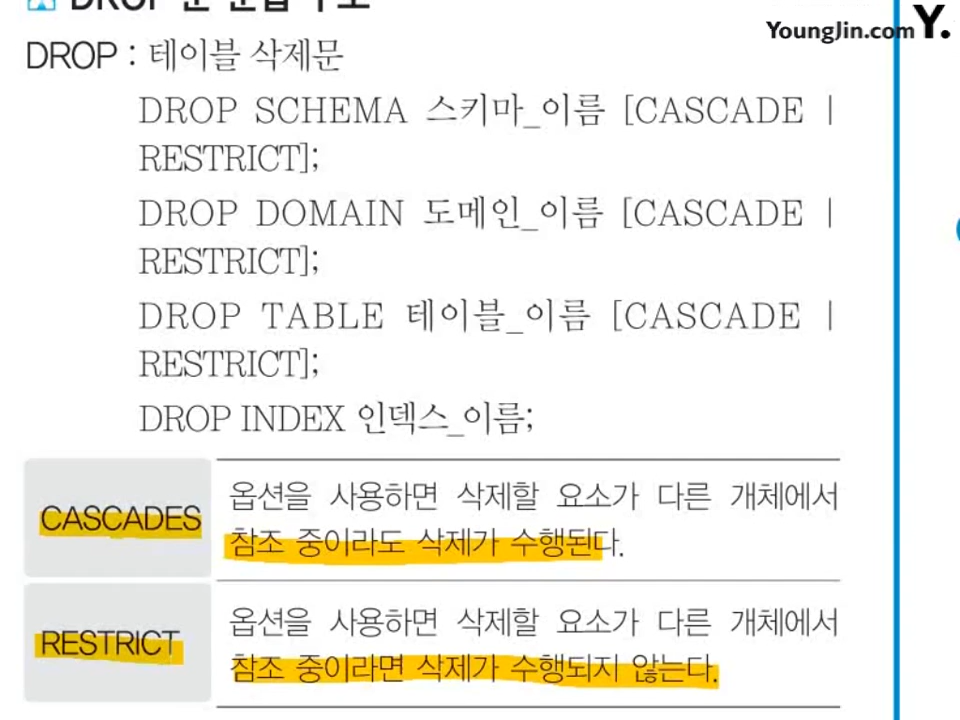 DROP 문 문법 구조
YoungJin.com Y.
DROP : 테이블 삭제문
DROP SCHEMA 스키마_이름 [CASCADE |
RESTRICT];
DROP DOMAIN 도메인_이름 [CASCADE |
RESTRICT];
DROP TABLE 테이블_이름 [CASCADE |
RESTRICT];
DROP INDEX 인덱스_이름;
CASCADES
옵션을 사용하면 삭제할 요소가 다른 개체에서
참조 중이라도 삭제가 수행된다.
RESTRICT
옵션을 사용하면 삭제할 요소가 다른 개체에서
참조 중이라면 삭제가 수행되지 않는다.